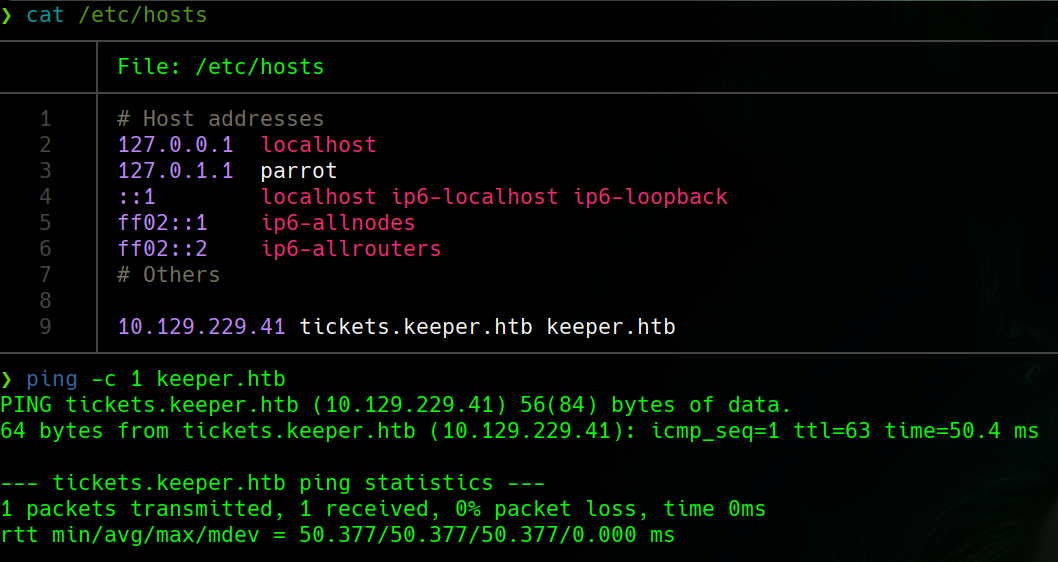 ❯ cat /etc/hosts
File: /etc/hosts
1 # Host addresses
2 127.0.0.1  localhost
3 127.0.1.1  parrot
4 ::1        localhost ip6-localhost ip6-loopback
5 ff02::1    ip6-allnodes
6 ff02::2    ip6-allrouters
7 # Others
8
9 10.129.229.41 tickets.keeper.htb keeper.htb
❯ ping -c 1 keeper.htb
PING tickets.keeper.htb (10.129.229.41) 56(84) bytes of data.
64 bytes from tickets.keeper.htb (10.129.229.41): icmp_seq=1 ttl=63 time=50.4 ms
--- tickets.keeper.htb ping statistics ---
1 packets transmitted, 1 received, 0% packet loss, time 0ms
rtt min/avg/max/mdev = 50.377/50.377/50.377/0.000 ms